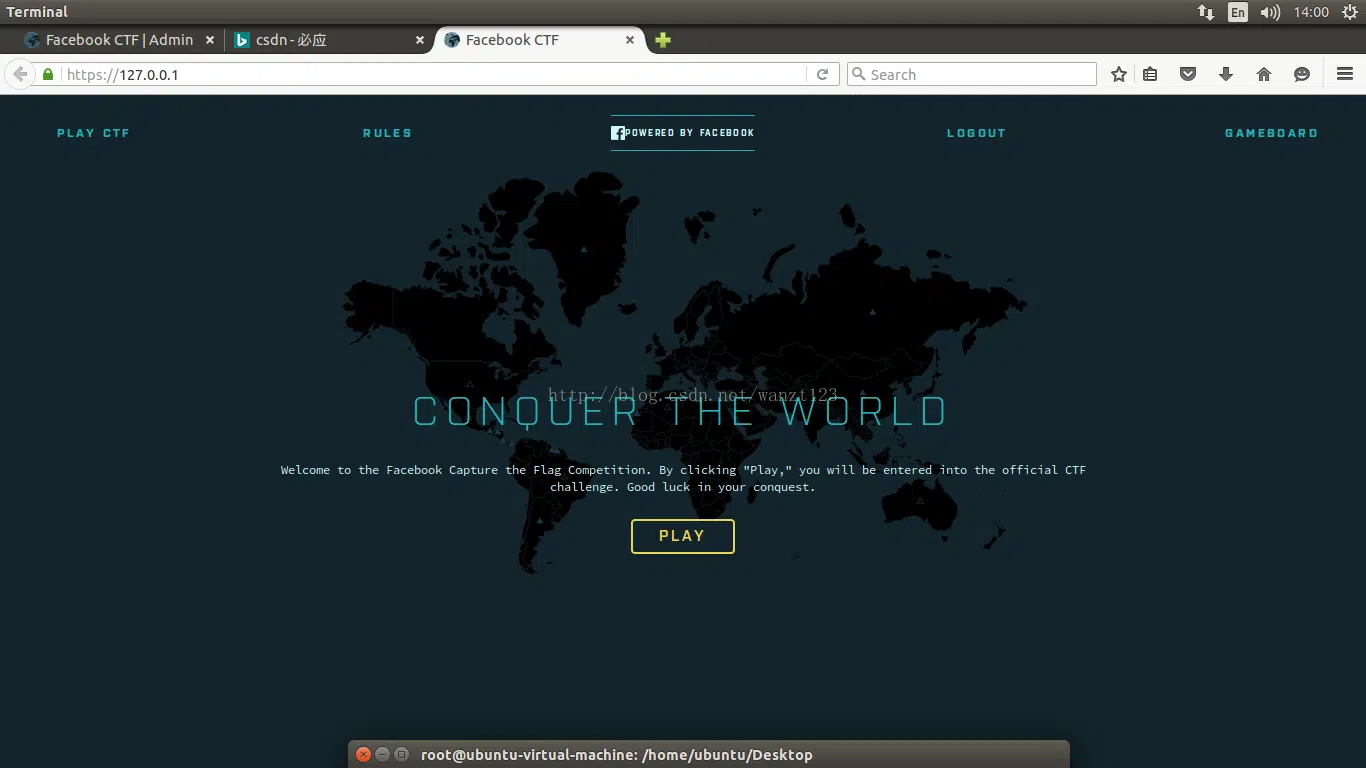 Terminal
En
14:00
Facebook CTF | Admin
csdn - 必应
Facebook CTF
https://127.0.0.1
Search
PLAY CTF
RULES
POWERED BY FACEBOOK
LOGOUT
GAMEBOARD
http://blog.csdn.net/wanzt123
CONQUER THE WORLD
Welcome to the Facebook Capture the Flag Competition. By clicking "Play," you will be entered into the official CTF
challenge. Good luck in your conquest.
PLAY
root@ubuntu-virtual-machine: /home/ubuntu/Desktop